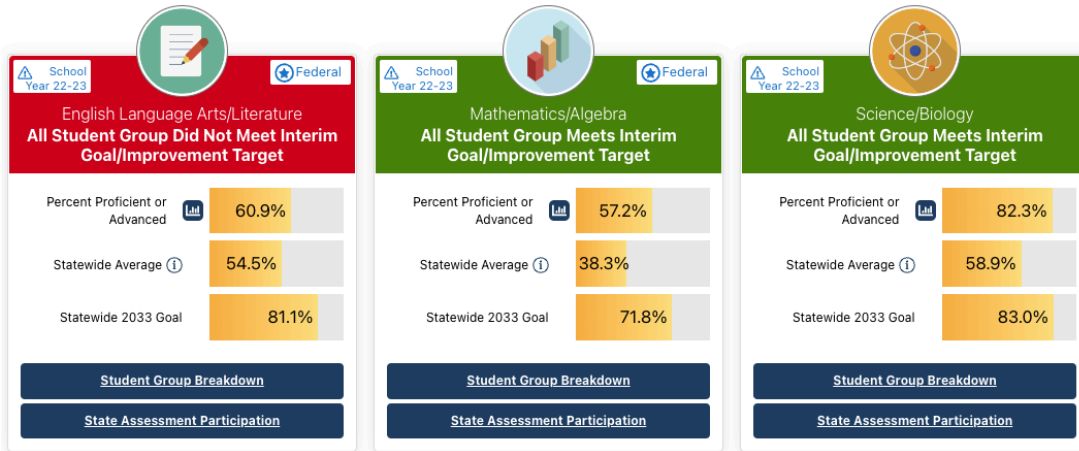 School
Year 22-23
Federal
English Language Arts/Literature
All Student Group Did Not Meet Interim
Goal/Improvement Target
Percent Proficient or
Advanced
60.9%
Statewide Average
54.5%
Statewide 2033 Goal
81.1%
Student Group Breakdown
State Assessment Participation
School
Year 22-23
Federal
Mathematics/Algebra
All Student Group Meets Interim
Goal/Improvement Target
Percent Proficient or
Advanced
57.2%
Statewide Average
38.3%
Statewide 2033 Goal
71.8%
Student Group Breakdown
State Assessment Participation
School
Year 22-23
Science/Biology
All Student Group Meets Interim
Goal/Improvement Target
Percent Proficient or
Advanced
82.3%
Statewide Average
58.9%
Statewide 2033 Goal
83.0%
Student Group Breakdown
State Assessment Participation